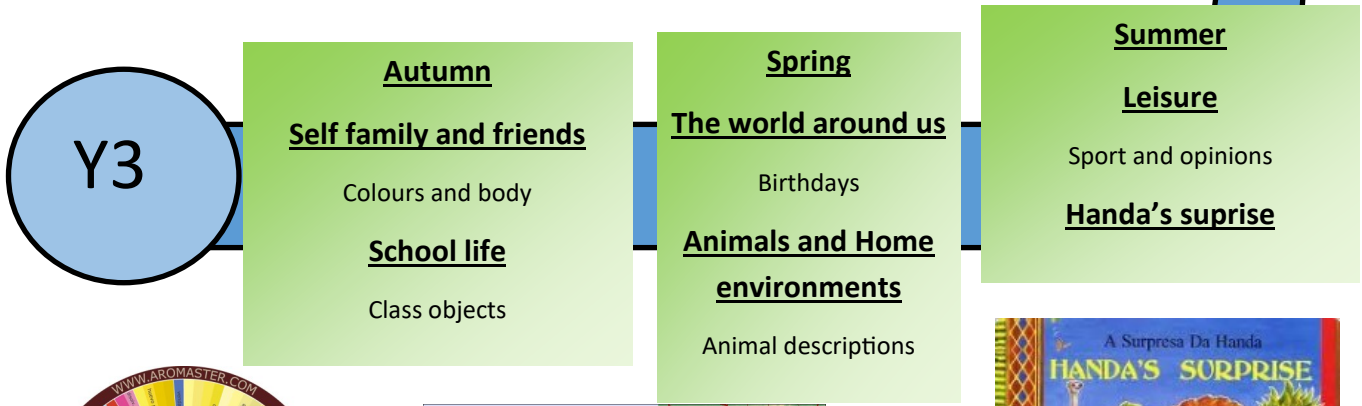 Y3
Autumn
Self family and friends
Colours and body
School life
Class objects
Spring
The world around us
Birthdays
Animals and Home
environments
Animal descriptions
Summer
Leisure
Sport and opinions
Handa’s suprise
WWW.AROMASTER.COM
A Surpresa Da Handa
HANDA'S SURPRISE